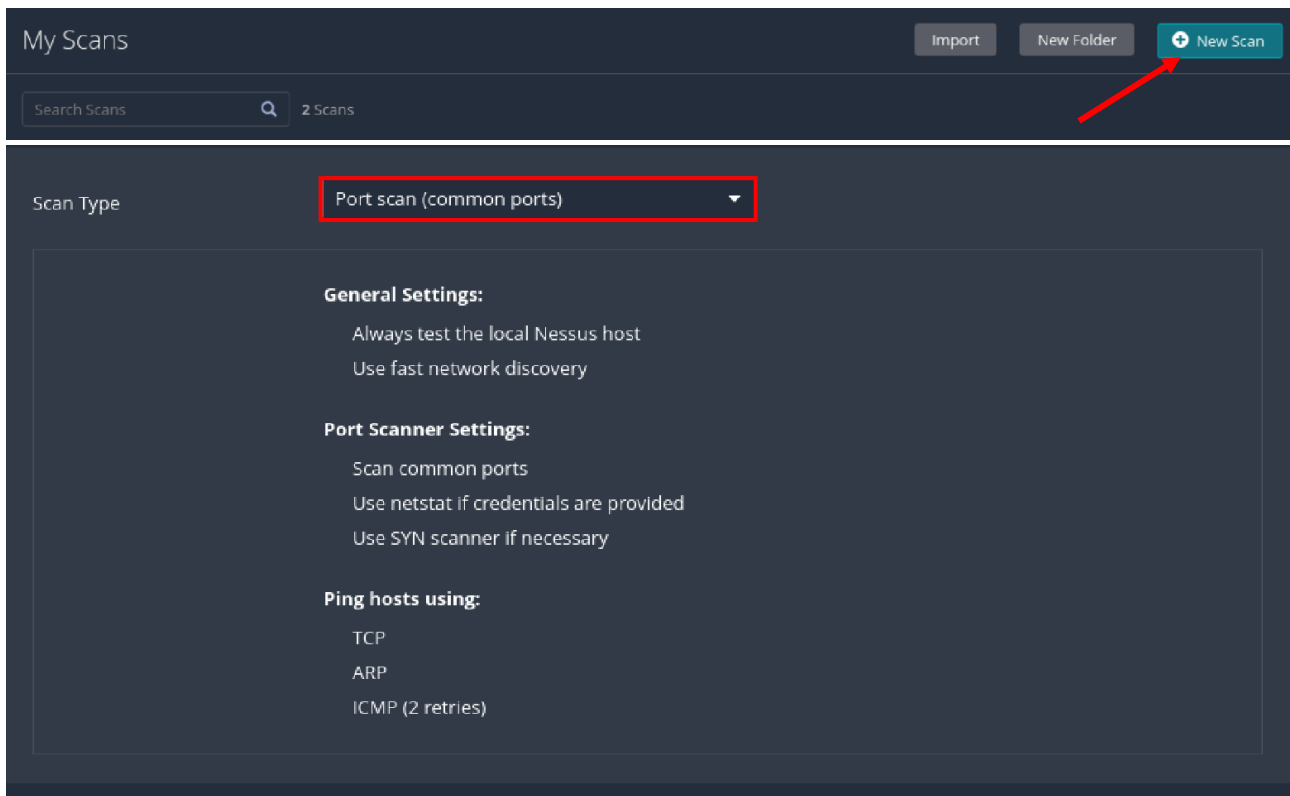 My Scans
Import
New Folder
New Scan
Search Scans
2 Scans
Scan Type
Port scan (common ports)
General Settings:
Always test the local Nessus host
Use fast network discovery
Port Scanner Settings:
Scan common ports
Use netstat if credentials are provided
Use SYN scanner if necessary
Ping hosts using:
TCP
ARP
ICMP (2 retries)